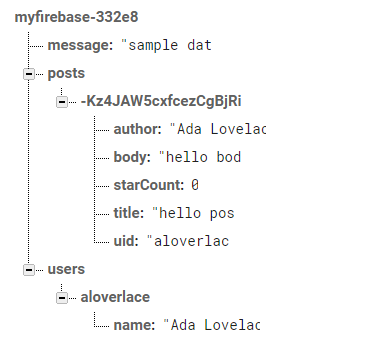 myfirebase-332e8
message: "sample dat
posts
-Kz4JAW5cxfcezCgBjRi
author: "Ada Lovelac
body: "hello bod
starCount: 0
title: "hello pos
uid: "aloverlac
users
aloverlace
name: "Ada Lovelac